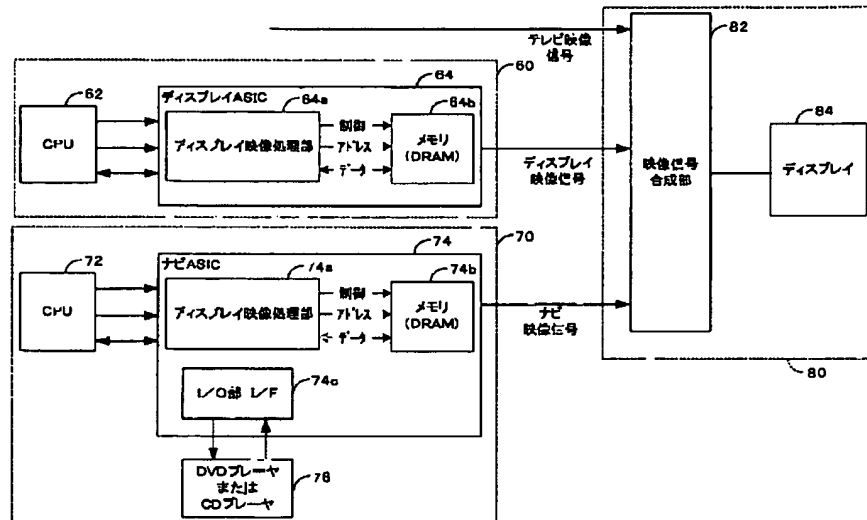 テレビ映像
信号
82
60
64
ディスプレイASIC
62
CPU
64a
ディスプレイ映像処理部
制御
アドレス
データ
64b
メモリ
(DRAM)
ディスプレイ
映像信号
映像信号
合成部
84
ディスプレイ
70
74
ナビASIC
72
CPU
74a
ディスプレイ映像処理部
制御
アドレス
データ
74b
メモリ
(DRAM)
ナビ
映像信号
80
I/O部 I/F
74c
DVDプレーヤ
または
CDプレーヤ
76